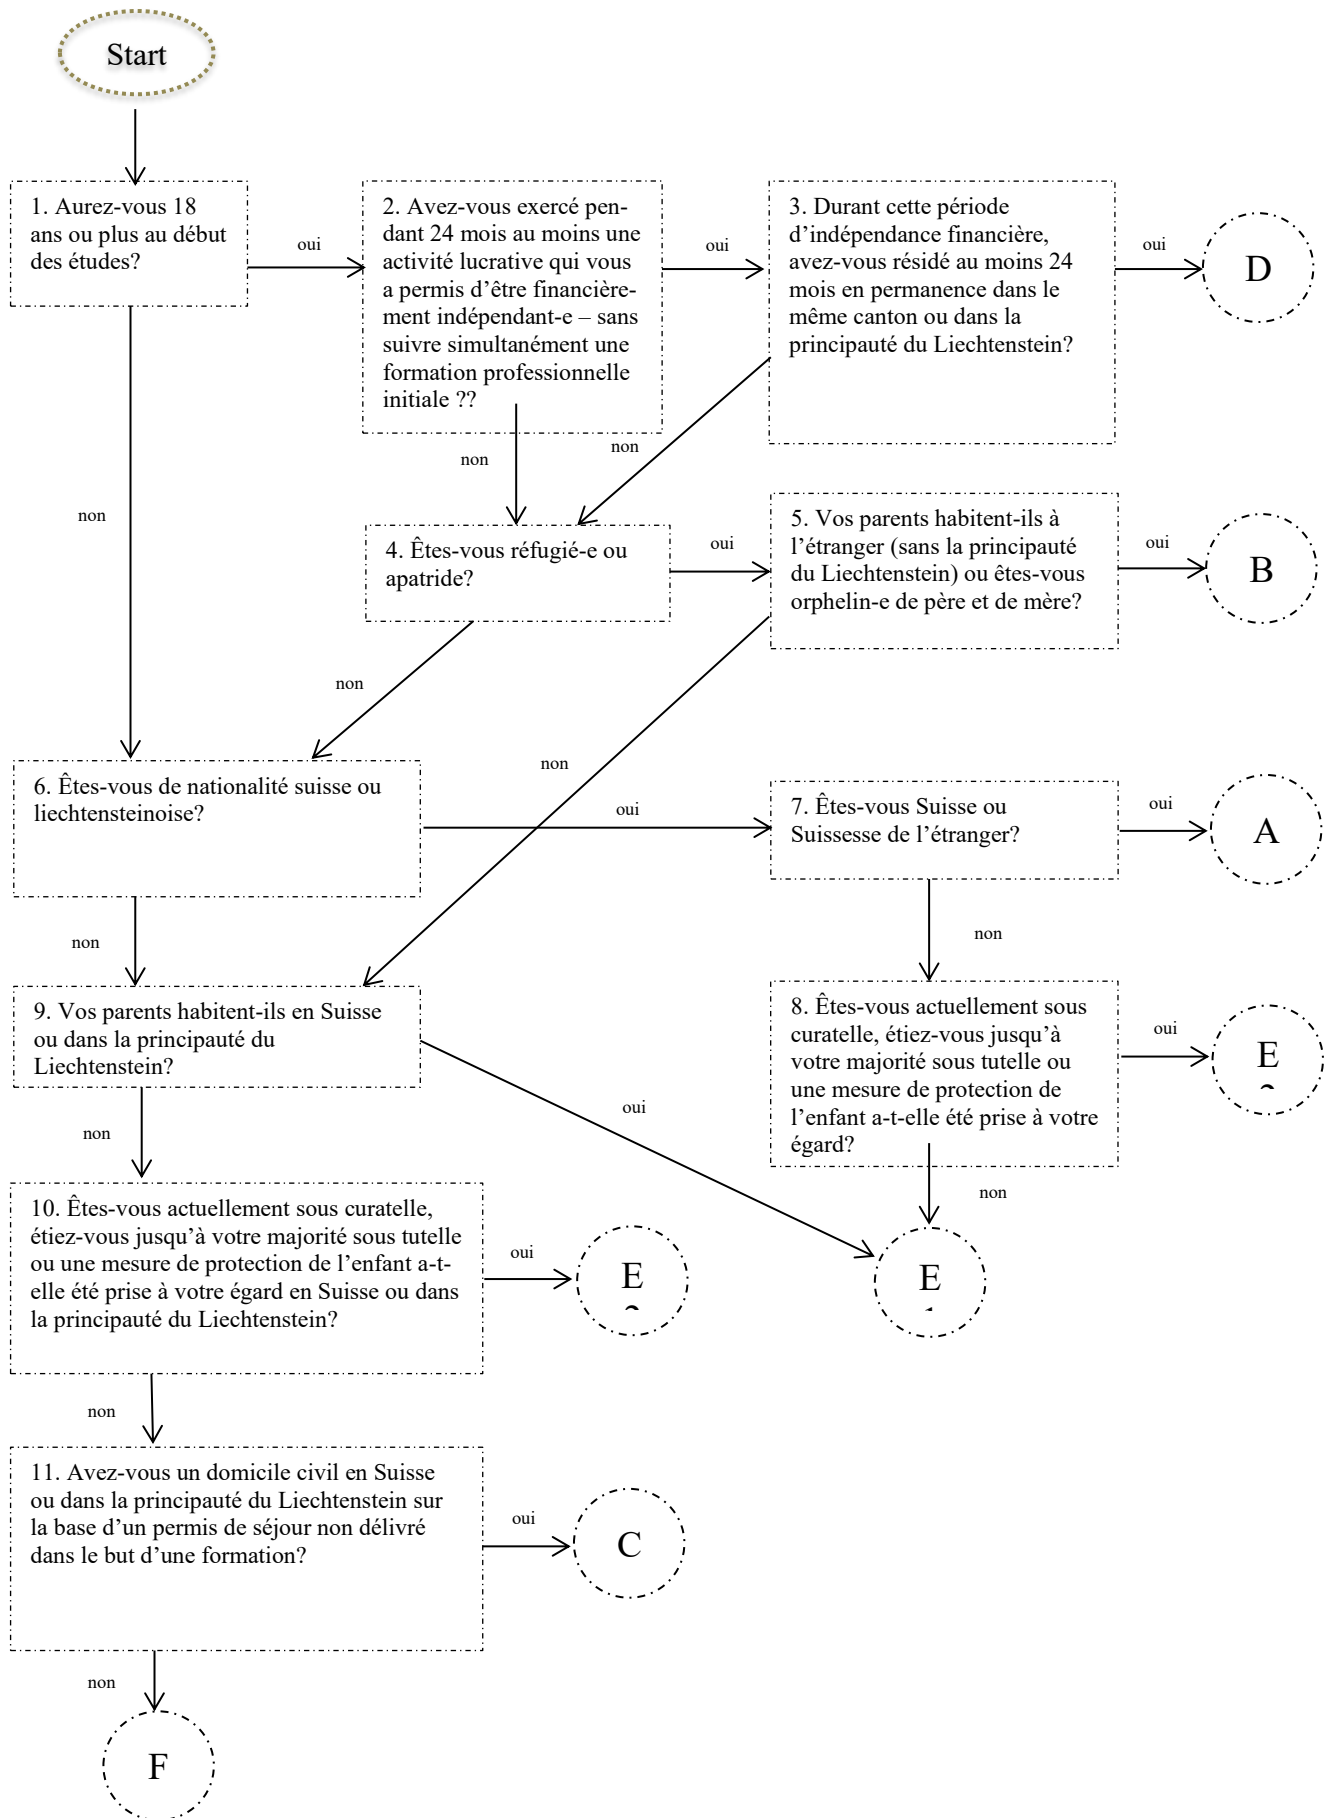 Start
1. Aurez-vous 18
ans ou plus au début
des études?
oui
2. Avez-vous exercé pen-
dant 24 mois au moins une
activité lucrative qui vous
a permis d’être financière-
ment indépendant-e – sans
suivre simultanément une
formation professionnelle
initiale ??
oui
3. Durant cette période
d’indépendance financière,
avez-vous résidé au moins 24
mois en permanence dans le
même canton ou dans la
principauté du Liechtenstein?
oui
D
non
non
non
4. Êtes-vous réfugié-e ou
apatride?
oui
5. Vos parents habitent-ils à
l’étranger (sans la principauté
du Liechtenstein) ou êtes-vous
orphelin-e de père et de mère?
oui
B
non
non
6. Êtes-vous de nationalité suisse ou
liechtensteinoise?
oui
7. Êtes-vous Suisse ou
Suissesse de l’étranger?
oui
A
non
non
9. Vos parents habitent-ils en Suisse
ou dans la principauté du
Liechtenstein?
oui
8. Êtes-vous actuellement sous
curatelle, étiez-vous jusqu’à
votre majorité sous tutelle ou
une mesure de protection de
l’enfant a-t-elle été prise à votre
égard?
oui
E
non
non
10. Êtes-vous actuellement sous curatelle,
étiez-vous jusqu’à votre majorité sous tutelle
ou une mesure de protection de l’enfant a-t-
elle été prise à votre égard en Suisse ou dans
la principauté du Liechtenstein?
oui
E
E
non
11. Avez-vous un domicile civil en Suisse
ou dans la principauté du Liechtenstein sur
la base d’un permis de séjour non délivré
dans le but d’une formation?
oui
C
non
F